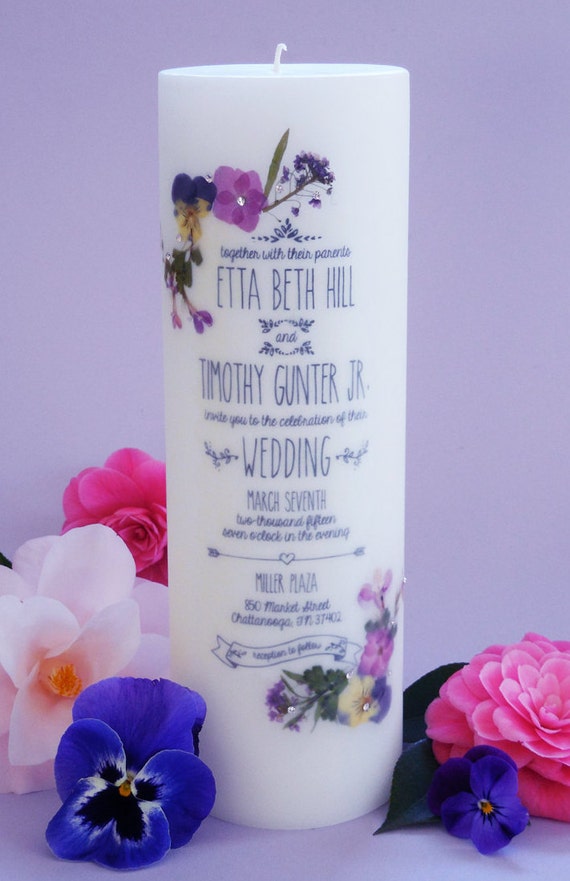 together with their parents
ETTA BETH HILL
and
TIMOTHY GUNTER JR.
invite you to the celebration of their
WEDDING
MARCH SEVENTH
two-thousand fifteen
seven o'clock in the evening
MILLER PLAZA
850 Market Street
Chattanooga, TN 37402
reception to follow